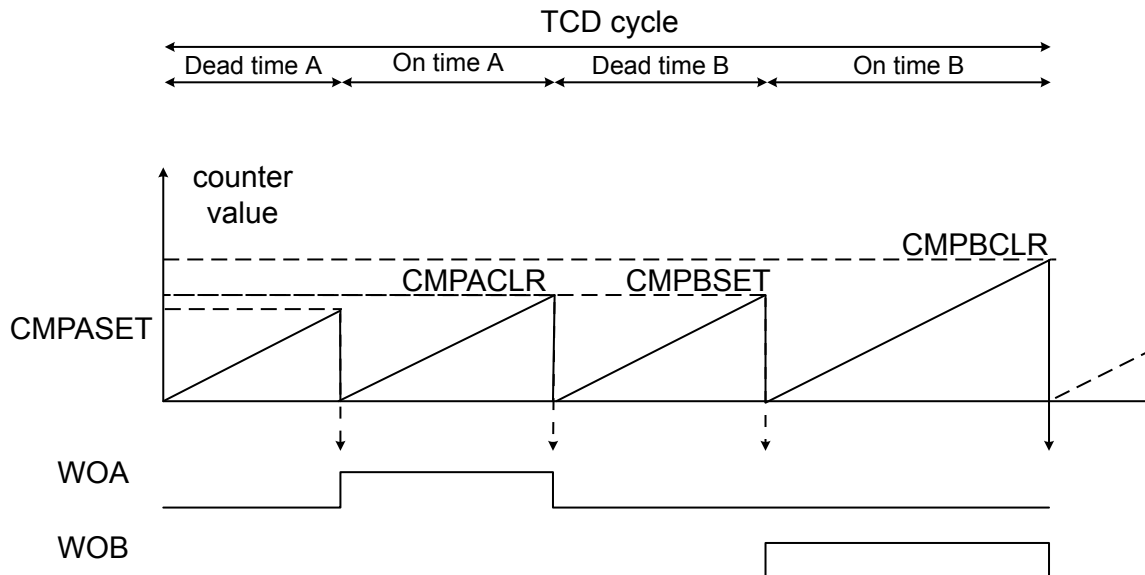 TCD cycle
Dead time A
On time A
Dead time B
On time B
counter
value
CMPBCLR
CMPACLR
CMPBSET
CMPASET
WOA
WOB